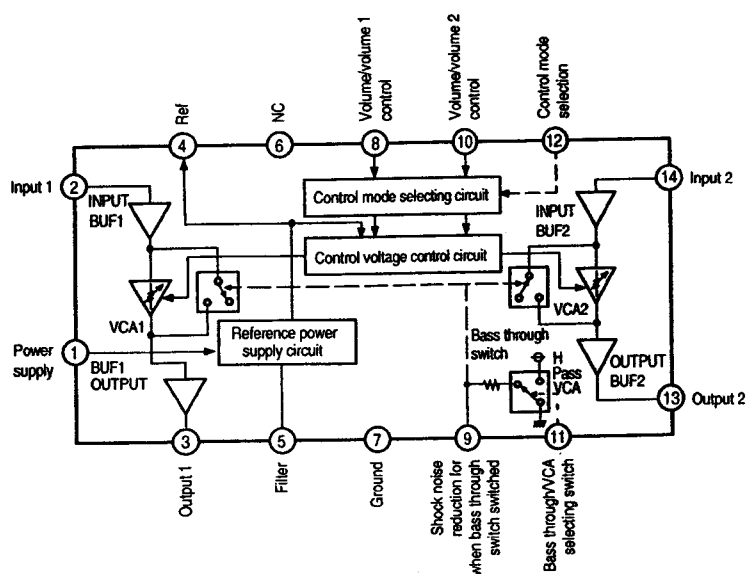 Ref
NC
Volume/volume 1
control
Volume/volume 2
control
Control mode
selection
4
6
8
10
12
Input 1
2
14
Input 2
INPUT
BUF1
Control mode selecting circuit
INPUT
BUF2
Control voltage control circuit
VCA1
VCA2
Power
supply
1
BUF1
OUTPUT
Reference power
supply circuit
Bass through
switch
H
Pass
VCA
OUTPUT
BUF2
13
Output 2
3
5
7
9
11
Output 1
Filler
Ground
Shock noise
reduction for
when bass through
switch switched
Bass through/VCA
selecting switch